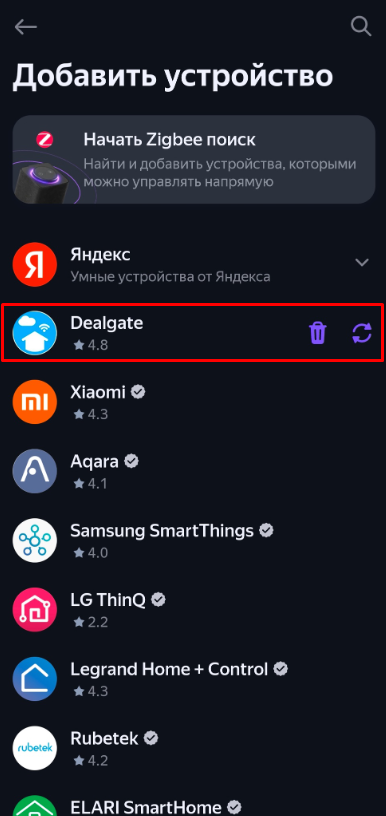 Добавить устройство
Z
Начать Zigbee поиск
Найти и добавить устройства, которыми
можно управлять напрямую
Я
Яндекс
Умные устройства от Яндекса
Dealgate
4.8
mi
Xiaomi
4.3
Aqara
4.1
Samsung SmartThings
4.0
LG ThinQ
2.2
Legrand Home + Control
4.3
rubetek
Rubetek
4.2
ELARI SmartHome